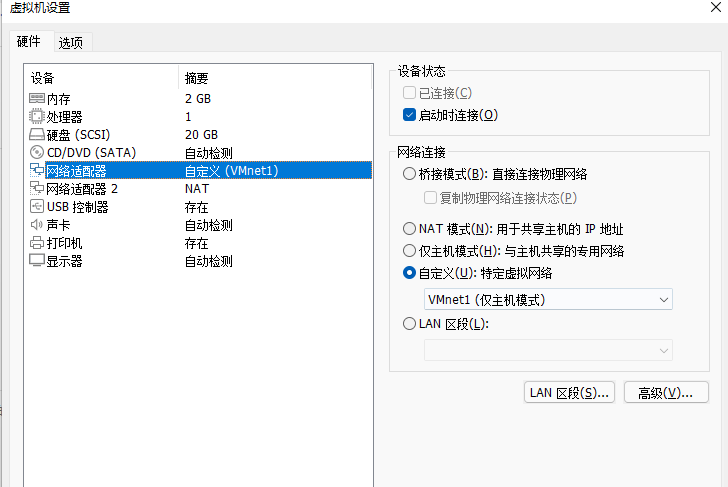 虚拟机设置
硬件 选项
设备 摘要
内存 2 GB
处理器 1
硬盘 (SCSI) 20 GB
CD/DVD (SATA) 自动检测
网络适配器 自定义 (VMnet1)
网络适配器 2 NAT
USB 控制器 存在
声卡 自动检测
打印机 存在
显示器 自动检测
设备状态
已连接(C)
启动时连接(O)
网络连接
桥接模式(B): 直接连接物理网络
复制物理网络连接状态(P)
NAT 模式(N): 用于共享主机的 IP 地址
仅主机模式(H): 与主机共享的专用网络
自定义(U): 特定虚拟网络
VMnet1 (仅主机模式)
LAN 区段(L):
LAN 区段(S)... 高级(V)...